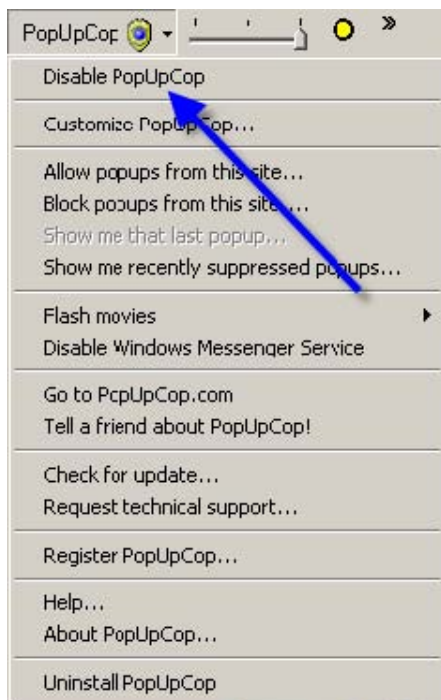 PopUpCop
»
Disable PopUpCop
Customize PopUpCop...
Allow popups from this site...
Block popups from this site...
Show me that last popup...
Show me recently suppressed popups...
Flash movies
Disable Windows Messenger Service
Go to PopUpCop.com
Tell a friend about PopUpCop!
Check for update...
Request technical support...
Register PopUpCop...
Help...
About PopUpCop...
Uninstall PopUpCop